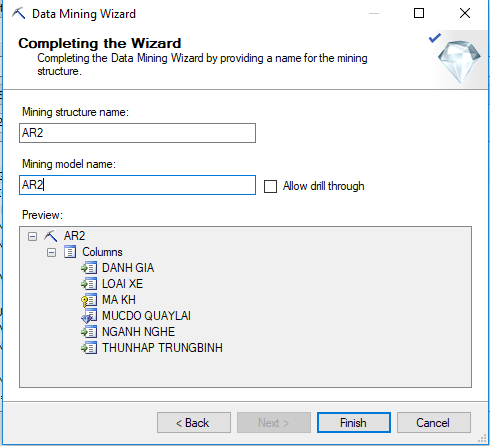 Data Mining Wizard
Completing the Wizard
Completing the Data Mining Wizard by providing a name for the mining
structure.
Mining structure name:
AR2
Mining model name:
AR2
Allow drill through
Preview:
AR2
Columns
DANH GIA
LOAI XE
MA KH
MUCDO QUAYLAI
NGANH NGHE
THUNHAP TRUNGBINH
< Back
Next >
Finish
Cancel